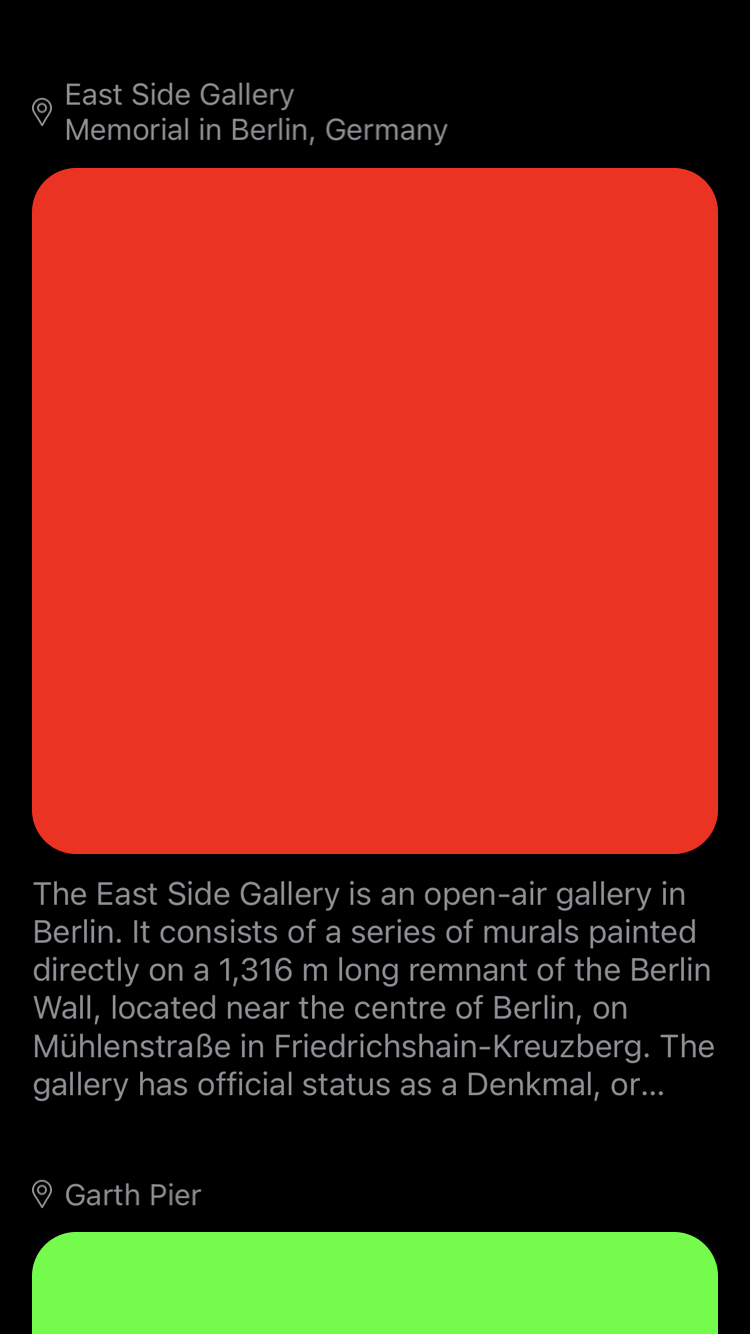 East Side Gallery
Memorial in Berlin, Germany
The East Side Gallery is an open-air gallery in
Berlin. It consists of a series of murals painted
directly on a 1,316 m long remnant of the Berlin
Wall, located near the centre of Berlin, on
Mühlenstraße in Friedrichshain-Kreuzberg. The
gallery has official status as a Denkmal, or...
Garth Pier